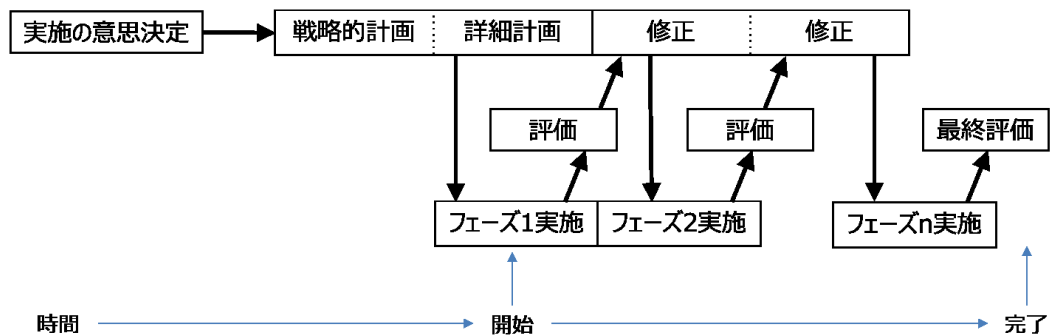 実施の意思決定
戦略的計画
詳細計画
修正
修正
評価
評価
最終評価
フェーズ1実施
フェーズ2実施
フェーズn実施
時間
開始
完了